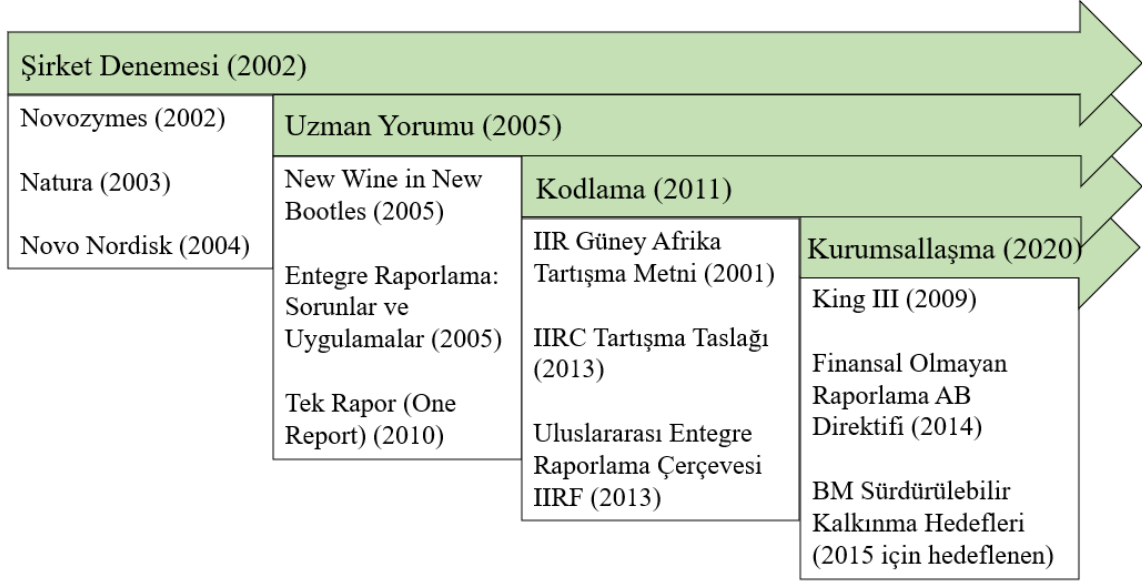 Şirket Denemesi (2002)
Novozymes (2002)
Natura (2003)
Novo Nordisk (2004)
Uzman Yorumu (2005)
New Wine in New
Bootles (2005)
Entegre Raporlama:
Sorunlar ve
Uygulamalar (2005)
Tek Rapor (One
Report) (2010)
Kodlama (2011)
IIR Güney Afrika
Tartışma Metni (2001)
IIRC Tartışma Taslağı
(2013)
Uluslararası Entegre
Raporlama Çerçevesi
IIRF (2013)
Kurumsallaşma (2020)
King III (2009)
Finansal Olmayan
Raporlama AB
Direktifi (2014)
BM Sürdürülebilir
Kalkınma Hedefleri
(2015 için hedeflenen)